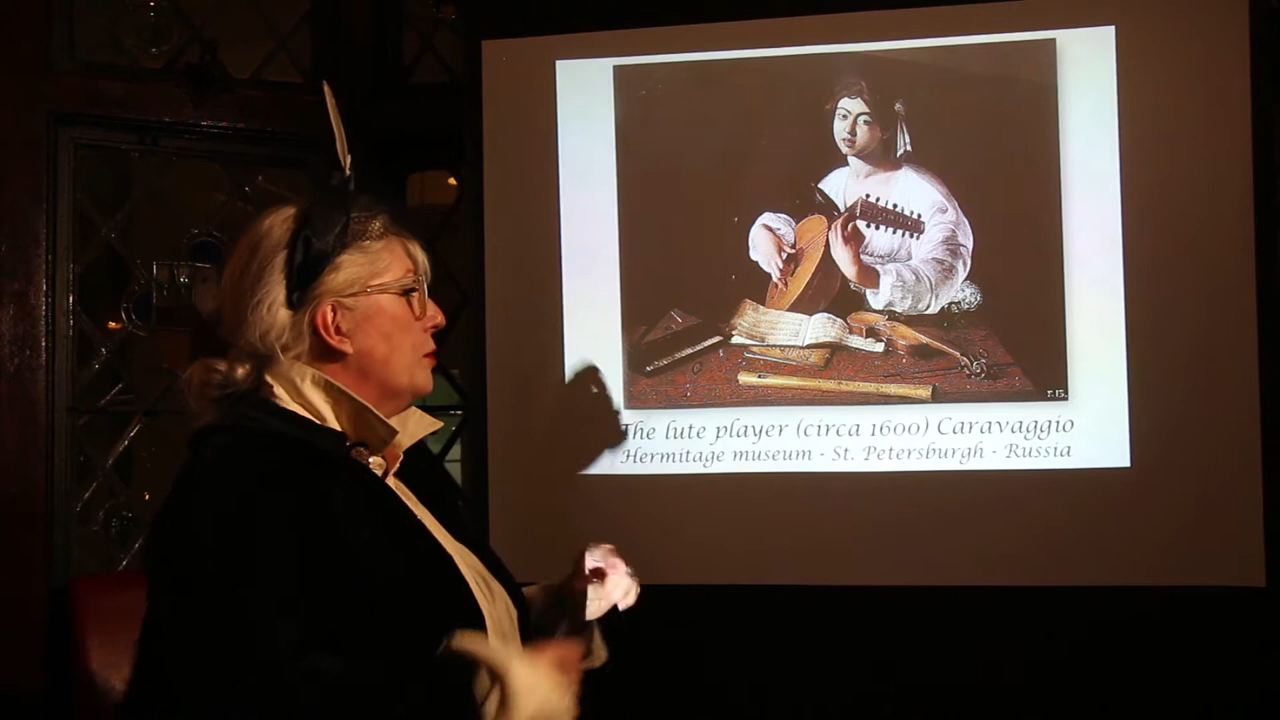 The lute player (circa 1600) Caravaggio
Hermitage museum - St. Petersburgh - Russia